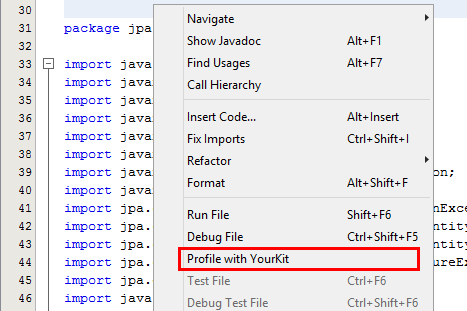 30
31 package jpa
32
33 import java
34 import java
35 import java
36 import java
37 import java
38 import java
39 import java on;
40 import java
41 import jpa. nExce
42 import jpa. ntity
43 import jpa. ntity
44 import jpa. ureEx
45 import jpa.
46 import java
Navigate
Show Javadoc Alt+F1
Find Usages Alt+F7
Call Hierarchy
Insert Code... Alt+Insert
Fix Imports Ctrl+Shift+I
Refactor
Format Alt+Shift+F
Run File Shift+F6
Debug File Ctrl+Shift+F5
Profile with YourKit
Test File Ctrl+F6
Debug Test File Ctrl+Shift+F6